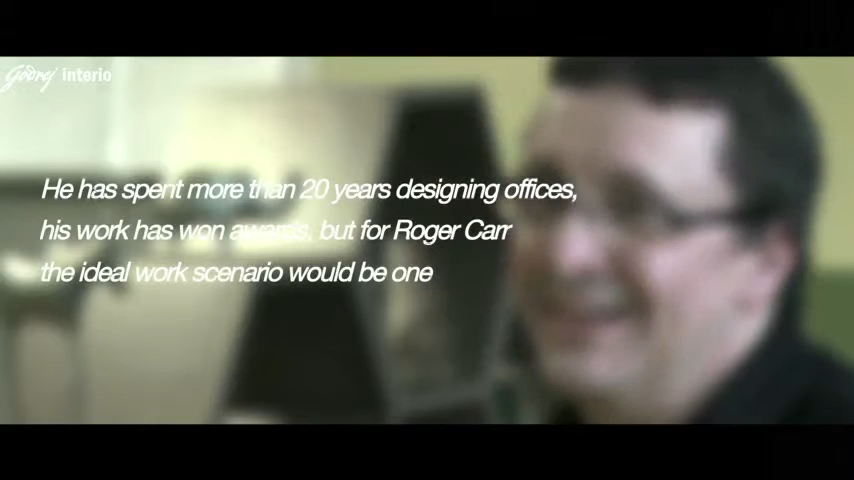 Godrej interio
He has spent more than 20 years designing offices,
his work has won awards, but for Roger Carr
the ideal work scenario would be one